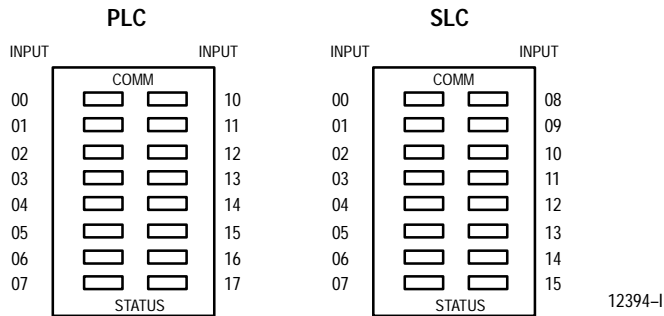 PLC SLC
INPUT INPUT INPUT INPUT
COMM COMM
00 10 00 08
01 11 01 09
02 12 02 10
03 13 03 11
04 14 04 12
05 15 05 13
06 16 06 14
07 17 07 15
STATUS STATUS
12394–I